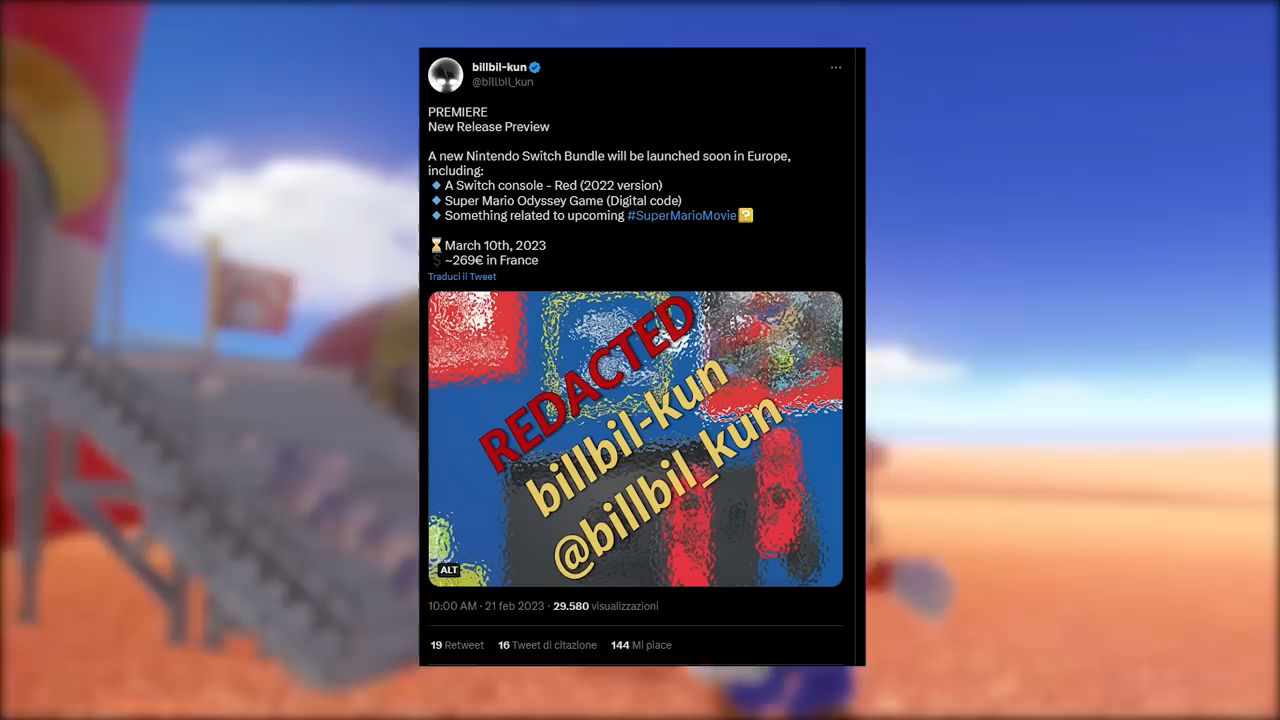 billbil-kun
@billbil_kun
PREMIERE
New Release Preview
A new Nintendo Switch Bundle will be launched soon in Europe,
including:
🔹A Switch console - Red (2022 version)
🔹Super Mario Odyssey Game (Digital code)
🔹Something related to upcoming #SuperMarioMovie
⏳March 10th, 2023
💲~269€ in France
Traduci il Tweet
REDACTED
billbil-kun
@billbil_kun
ALT
10:00 AM · 21 feb 2023 · 29.580 visualizzazioni
19 Retweet 16 Tweet di citazione 144 Mi piace